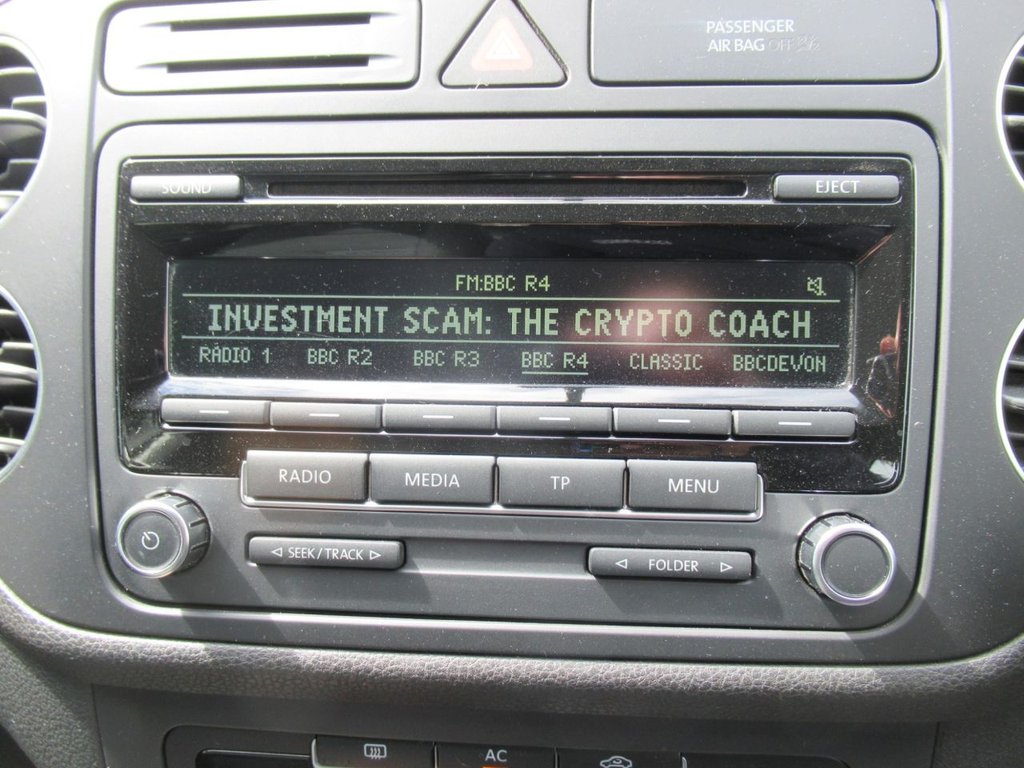 PASSENGER
AIR BAG OFF
SOUND
EJECT
FM:BBC R4
INVESTMENT SCAM: THE CRYPTO COACH
RADIO 1 BBC R2 BBC R3 BBC R4 CLASSIC BBCDEVON
RADIO MEDIA TP MENU
SEEK/TRACK
FOLDER
AC